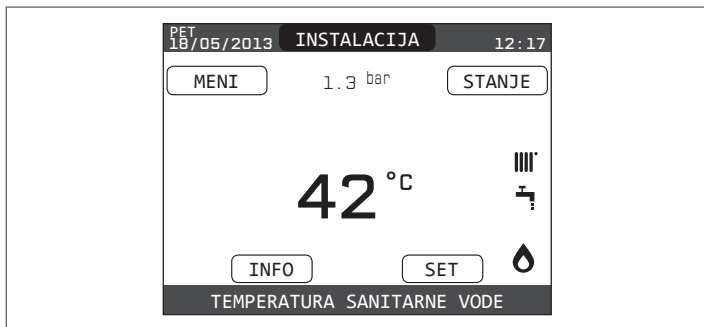 PET
18/05/2013 INSTALACIJA 12:17
MENI 1.3 bar STANJE
42 °C
INFO SET
TEMPERATURA SANITARNE VODE